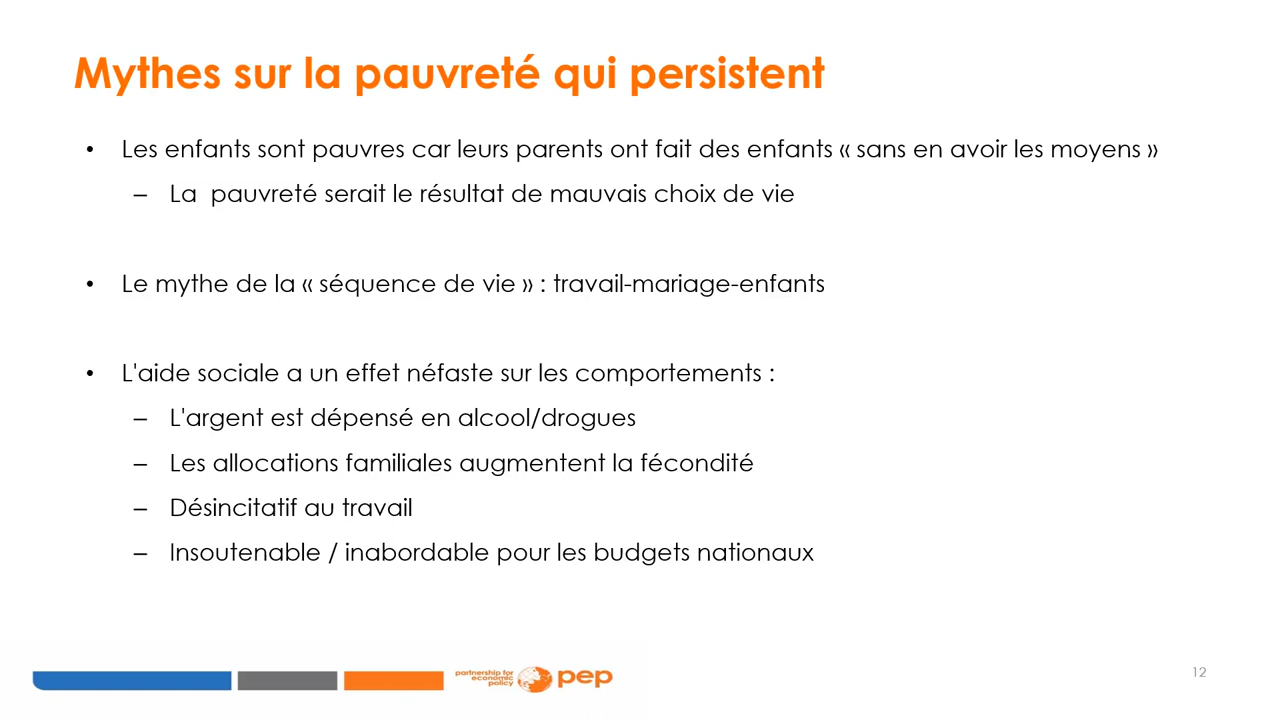 Mythes sur la pauvreté qui persistent
• Les enfants sont pauvres car leurs parents ont fait des enfants « sans en avoir les moyens »
– La  pauvreté serait le résultat de mauvais choix de vie
• Le mythe de la « séquence de vie » : travail-mariage-enfants
• L'aide sociale a un effet néfaste sur les comportements :
– L'argent est dépensé en alcool/drogues
– Les allocations familiales augmentent la fécondité
– Désincitatif au travail
– Insoutenable / inabordable pour les budgets nationaux
partnership for
economic
policy
pep
12